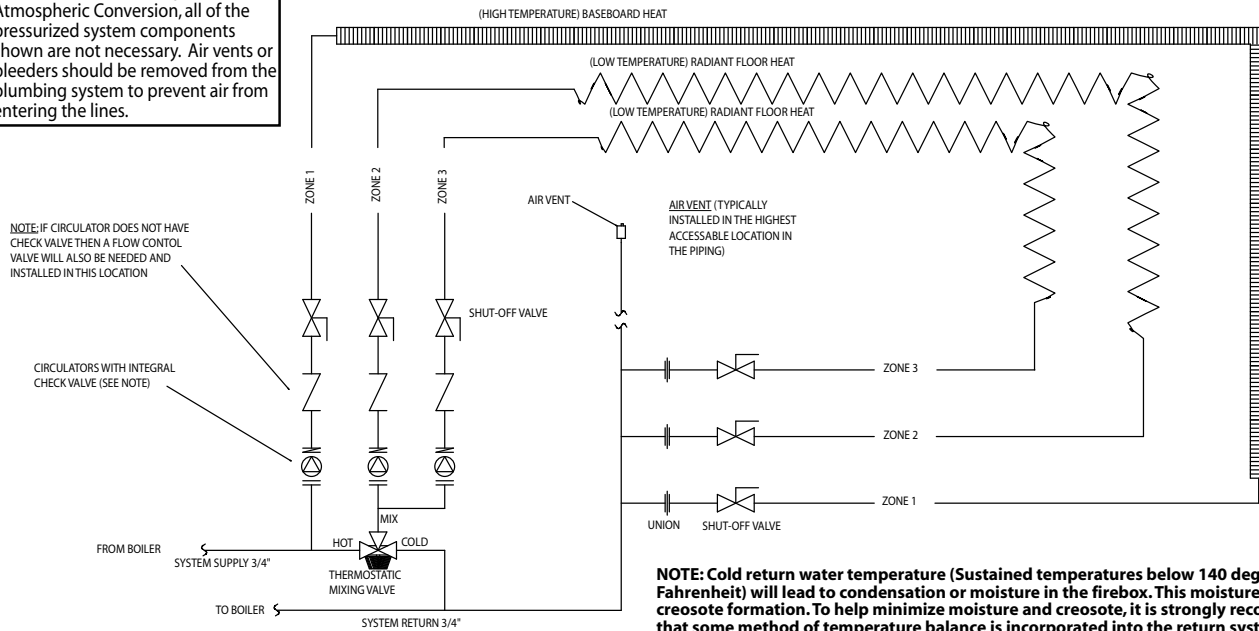 Atmospheric Conversion, all of the
pressurized system components
shown are not necessary. Air vents or
bleeders should be removed from the
plumbing system to prevent air from
entering the lines.
(HIGH TEMPERATURE) BASEBOARD HEAT
(LOW TEMPERATURE) RADIANT FLOOR HEAT
(LOW TEMPERATURE) RADIANT FLOOR HEAT
ZONE 1
ZONE 2
ZONE 3
AIR VENT
AIR VENT (TYPICALLY
INSTALLED IN THE HIGHEST
ACCESSABLE LOCATION IN
THE PIPING)
NOTE: IF CIRCULATOR DOES NOT HAVE
CHECK VALVE THEN A FLOW CONTOL
VALVE WILL ALSO BE NEEDED AND
INSTALLED IN THIS LOCATION
SHUT-OFF VALVE
CIRCULATORS WITH INTEGRAL
CHECK VALVE (SEE NOTE)
ZONE 3
ZONE 2
ZONE 1
UNION
SHUT-OFF VALVE
MIX
HOT
COLD
FROM BOILER
SYSTEM SUPPLY 3/4"
THERMOSTATIC
MIXING VALVE
TO BOILER
SYSTEM RETURN 3/4"
NOTE: Cold return water temperature (Sustained temperatures below 140 deg
Fahrenheit) will lead to condensation or moisture in the firebox. This moisture
creosote formation. To help minimize moisture and creosote, it is strongly reco
that some method of temperature balance is incorporated into the return syst